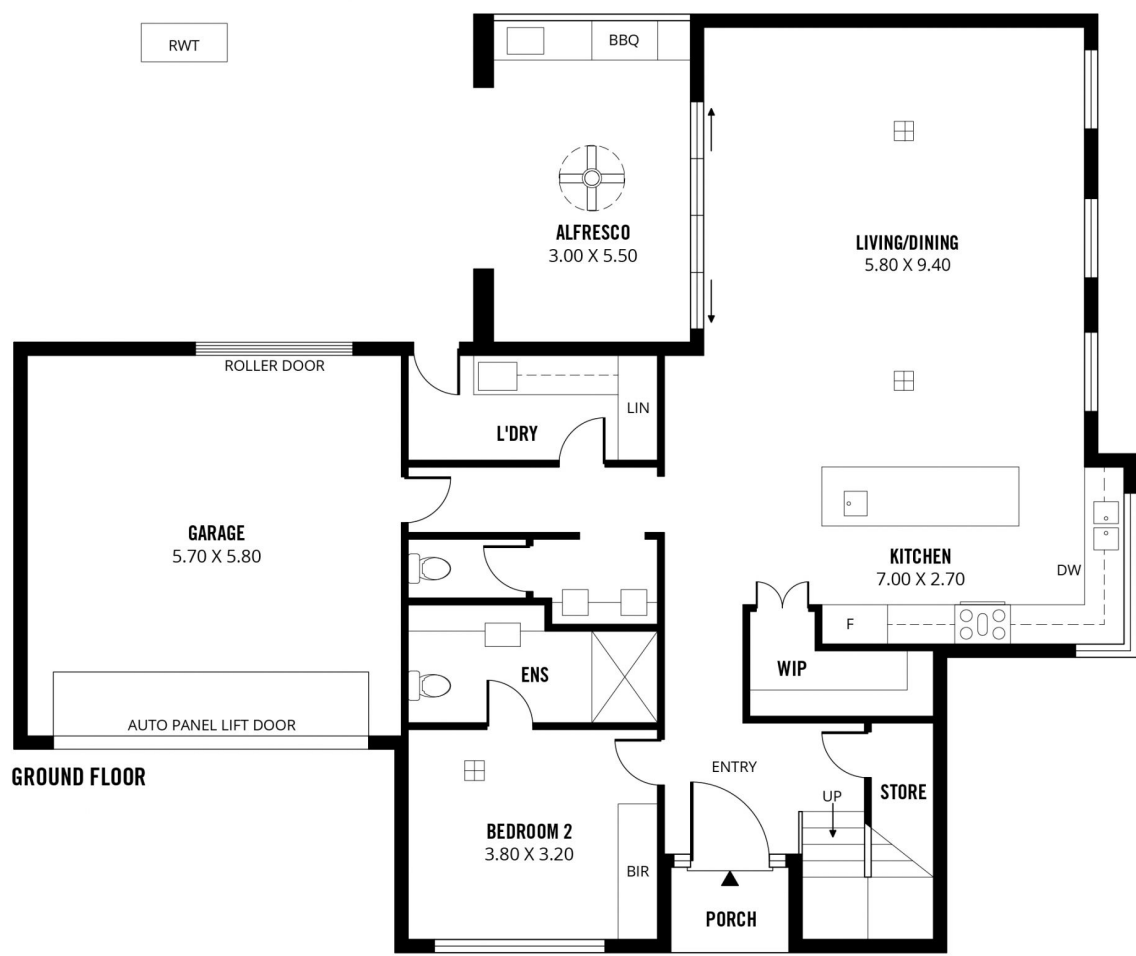 RWT
BBQ
ALFRESCO
3.00 X 5.50
LIVING/DINING
5.80 X 9.40
ROLLER DOOR
LIN
L'DRY
GARAGE
5.70 X 5.80
KITCHEN
7.00 X 2.70
DW
F
WIP
ENS
AUTO PANEL LIFT DOOR
GROUND FLOOR
ENTRY
UP
STORE
BEDROOM 2
3.80 X 3.20
BIR
PORCH